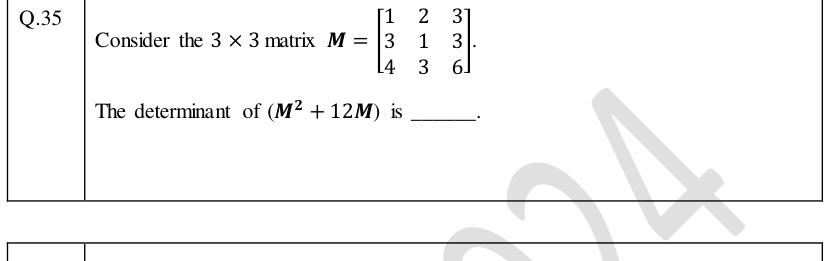 Q.35
Consider the 3 × 3 matrix M = [1 2 3
3 1 3
4 3 6].
The determinant of (M² + 12M) is ______.